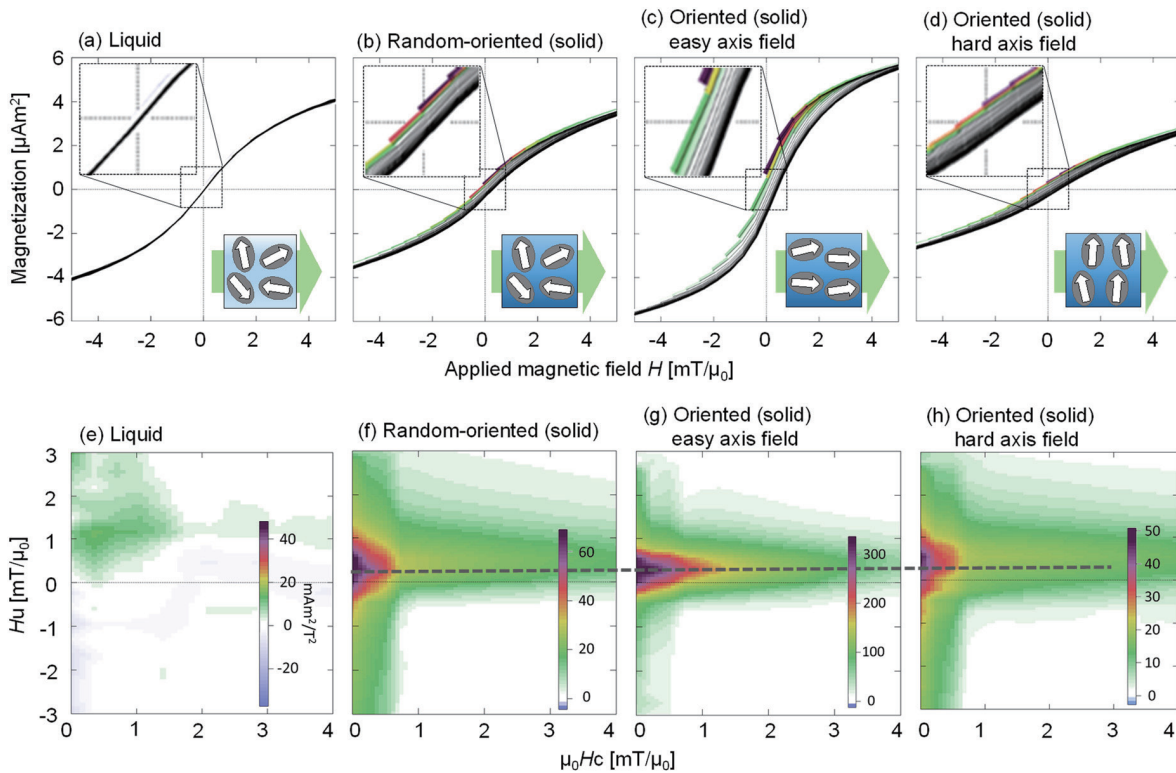 (a) Liquid
(b) Random-oriented (solid)
(c) Oriented (solid)
easy axis field
(d) Oriented (solid)
hard axis field
Magnetization [μAm²]
6
4
2
0
-2
-4
-6
-4 -2 0 2 4
-4 -2 0 2 4
-4 -2 0 2 4
-4 -2 0 2 4
Applied magnetic field H [mT/μ₀]
(e) Liquid
(f) Random-oriented (solid)
(g) Oriented (solid)
easy axis field
(h) Oriented (solid)
hard axis field
Hu [mT/μ₀]
3
2
1
0
-1
-2
-3
40
20
0
-20
mAm²/T²
60
40
20
0
300
200
100
0
50
40
30
20
10
0
0 1 2 3 4
0 1 2 3 4
0 1 2 3 4
0 1 2 3 4
μ₀Hc [mT/μ₀]